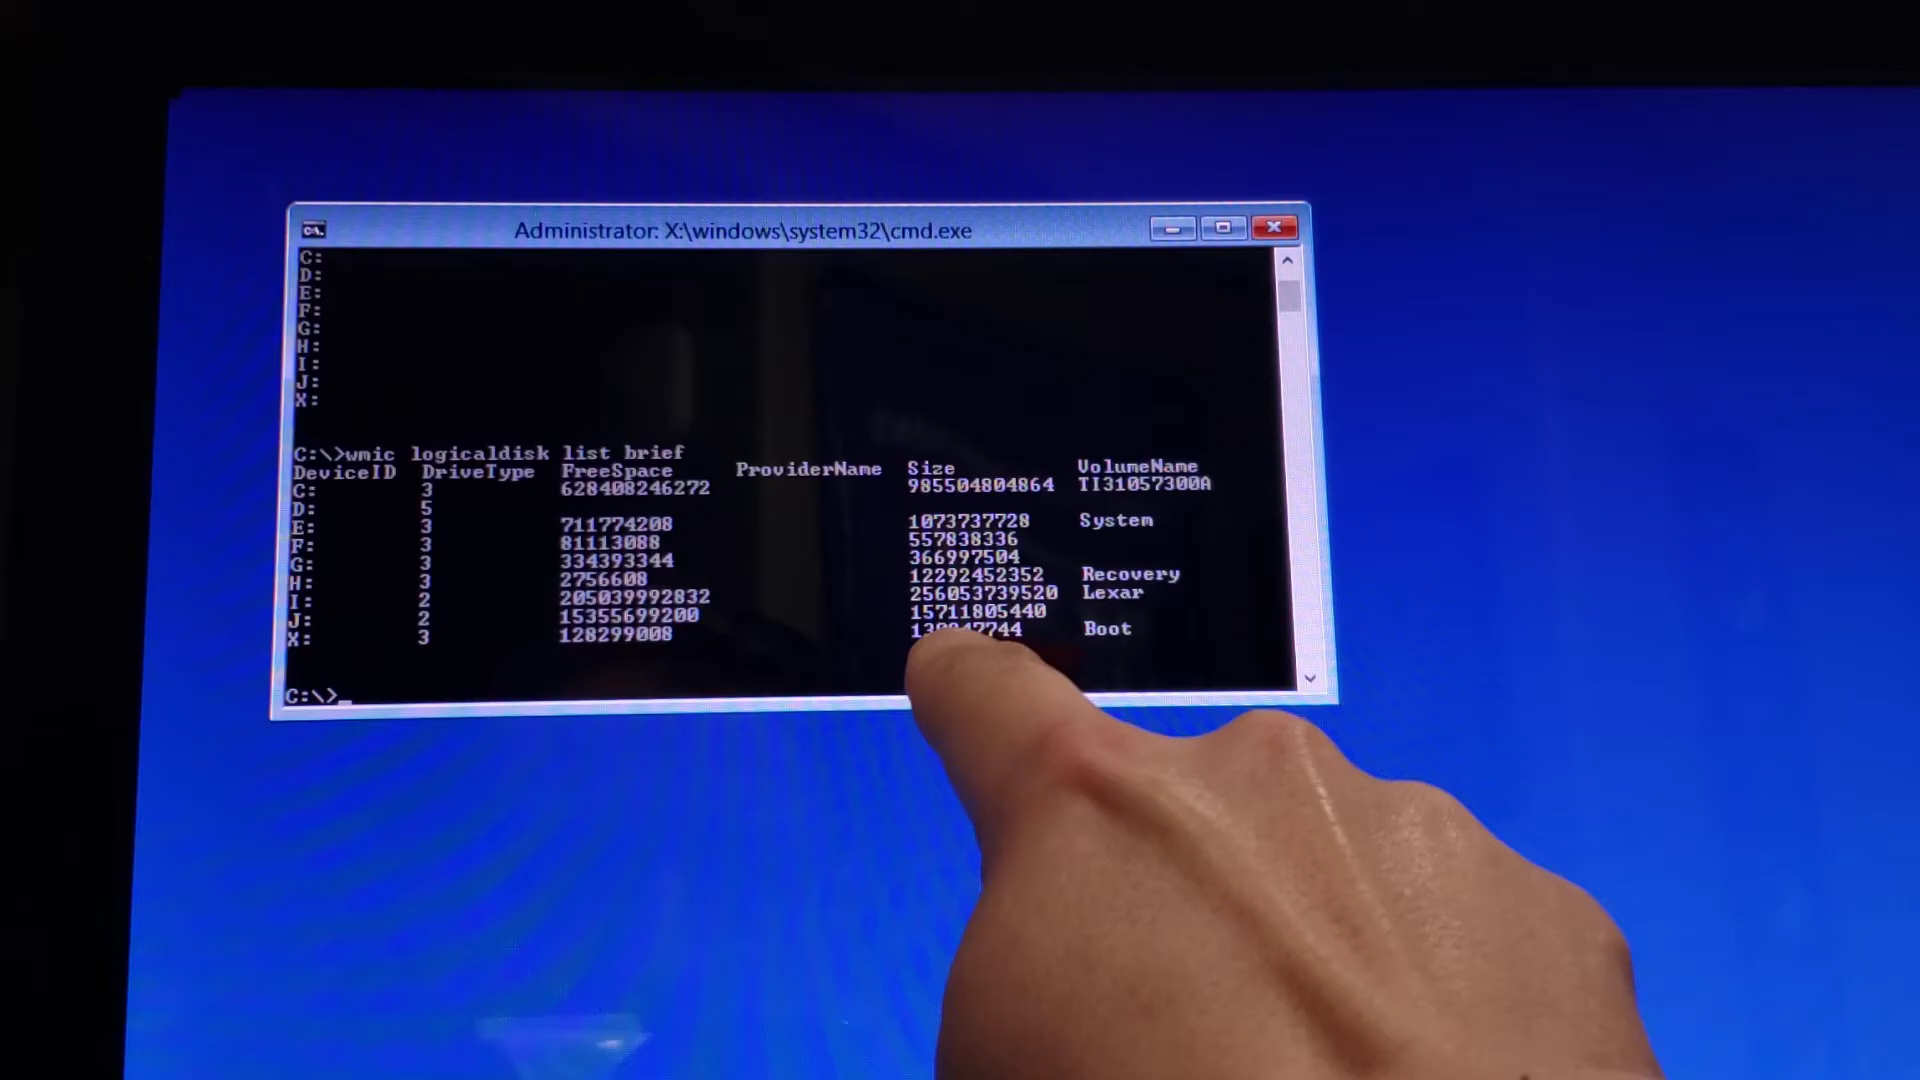 Administrator: X:\windows\system32\cmd.exe
C:
D:
E:
F:
G:
H:
I:
J:
X:
C:\>wmic logicaldisk list brief
DeviceID DriveType FreeSpace ProviderName Size VolumeName
C: 3 628408246272 985504804864 TI31057300A
D: 5
E: 3 711774208 1073737728 System
F: 3 81113088 557838336
G: 3 334393344 366997504
H: 3 2756608 12292452352 Recovery
I: 2 205039992832 256053739520 Lexar
J: 2 15355699200 15711805440
X: 3 128299008 Boot
C:\>_